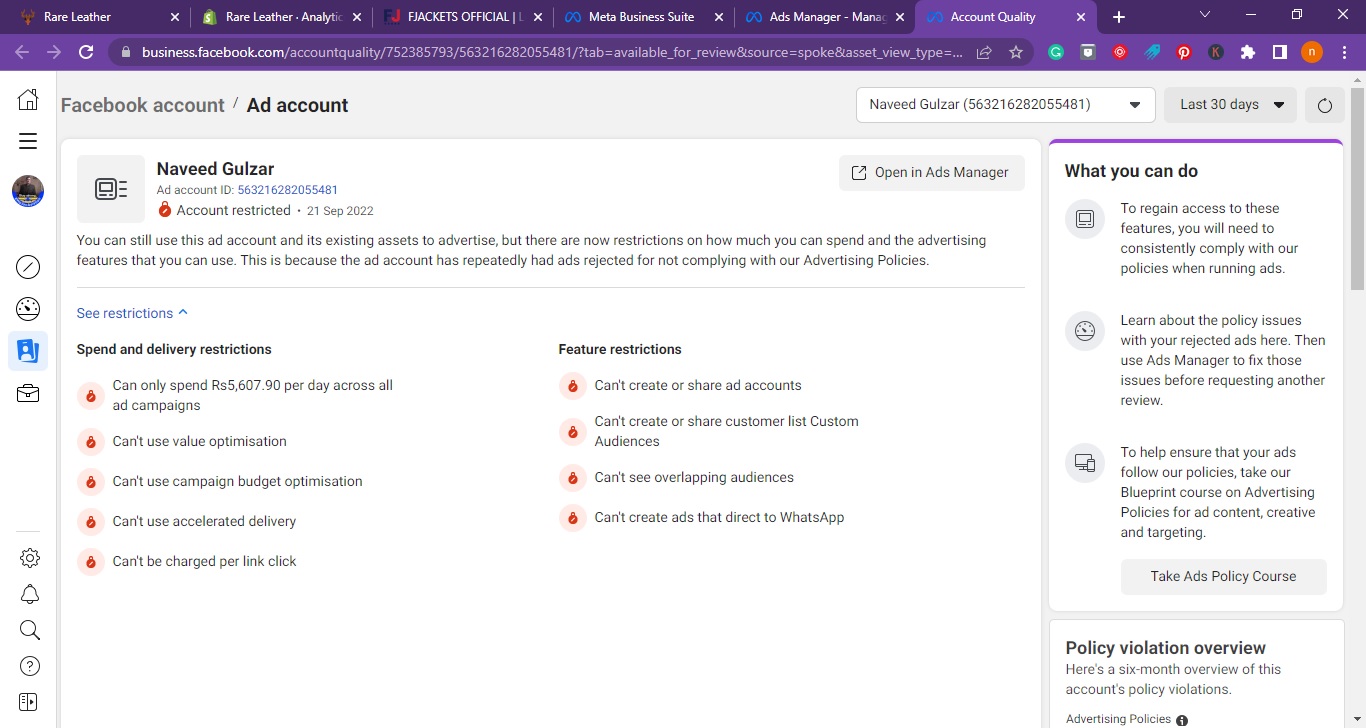 Rare Leather
Rare Leather · Analytic
FJACKETS OFFICIAL | L
Meta Business Suite
Ads Manager - Manag
Account Quality
business.facebook.com/accountquality/752385793/563216282055481/?tab=available_for_review&source=spoke&asset_view_type=...
G
K
n
Facebook account / Ad account
Naveed Gulzar (563216282055481)
Last 30 days
Naveed Gulzar
Ad account ID: 563216282055481
Account restricted • 21 Sep 2022
Open in Ads Manager
You can still use this ad account and its existing assets to advertise, but there are now restrictions on how much you can spend and the advertising
features that you can use. This is because the ad account has repeatedly had ads rejected for not complying with our Advertising Policies.
See restrictions
Spend and delivery restrictions
Can only spend Rs5,607.90 per day across all
ad campaigns
Can't use value optimisation
Can't use campaign budget optimisation
Can't use accelerated delivery
Can't be charged per link click
Feature restrictions
Can't create or share ad accounts
Can't create or share customer list Custom
Audiences
Can't see overlapping audiences
Can't create ads that direct to WhatsApp
What you can do
To regain access to these
features, you will need to
consistently comply with our
policies when running ads.
Learn about the policy issues
with your rejected ads here. Then
use Ads Manager to fix those
issues before requesting another
review.
To help ensure that your ads
follow our policies, take our
Blueprint course on Advertising
Policies for ad content, creative
and targeting.
Take Ads Policy Course
Policy violation overview
Here's a six-month overview of this
account's policy violations.
Advertising Policies